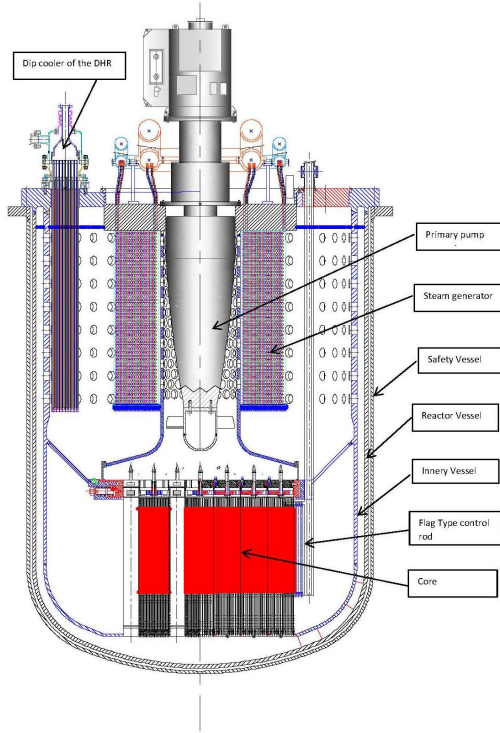 Dip cooler of the DHR
Primary pump
.
Steam generator
Safety Vessel
Reactor Vessel
Innery Vessel
Flag Type control
rod
Core